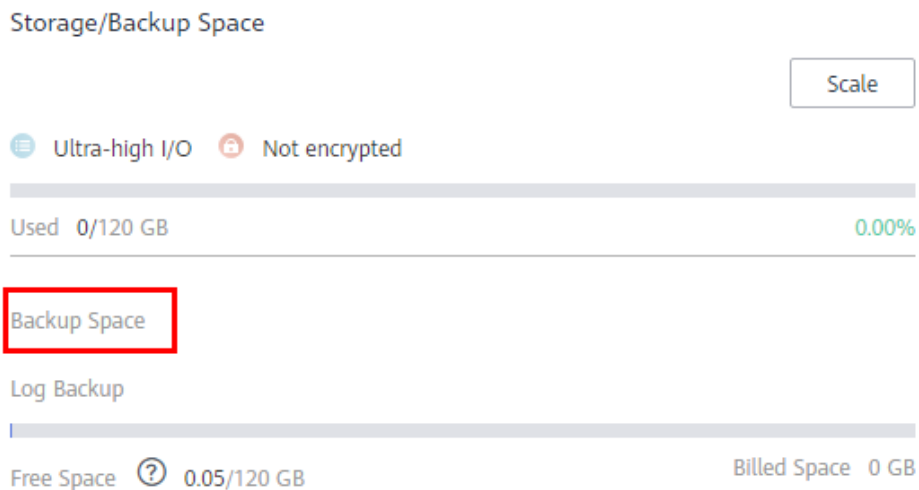 Storage/Backup Space
Scale
Ultra-high I/O Not encrypted
Used 0/120 GB 0.00%
Backup Space
Log Backup
Free Space ? 0.05/120 GB Billed Space 0 GB